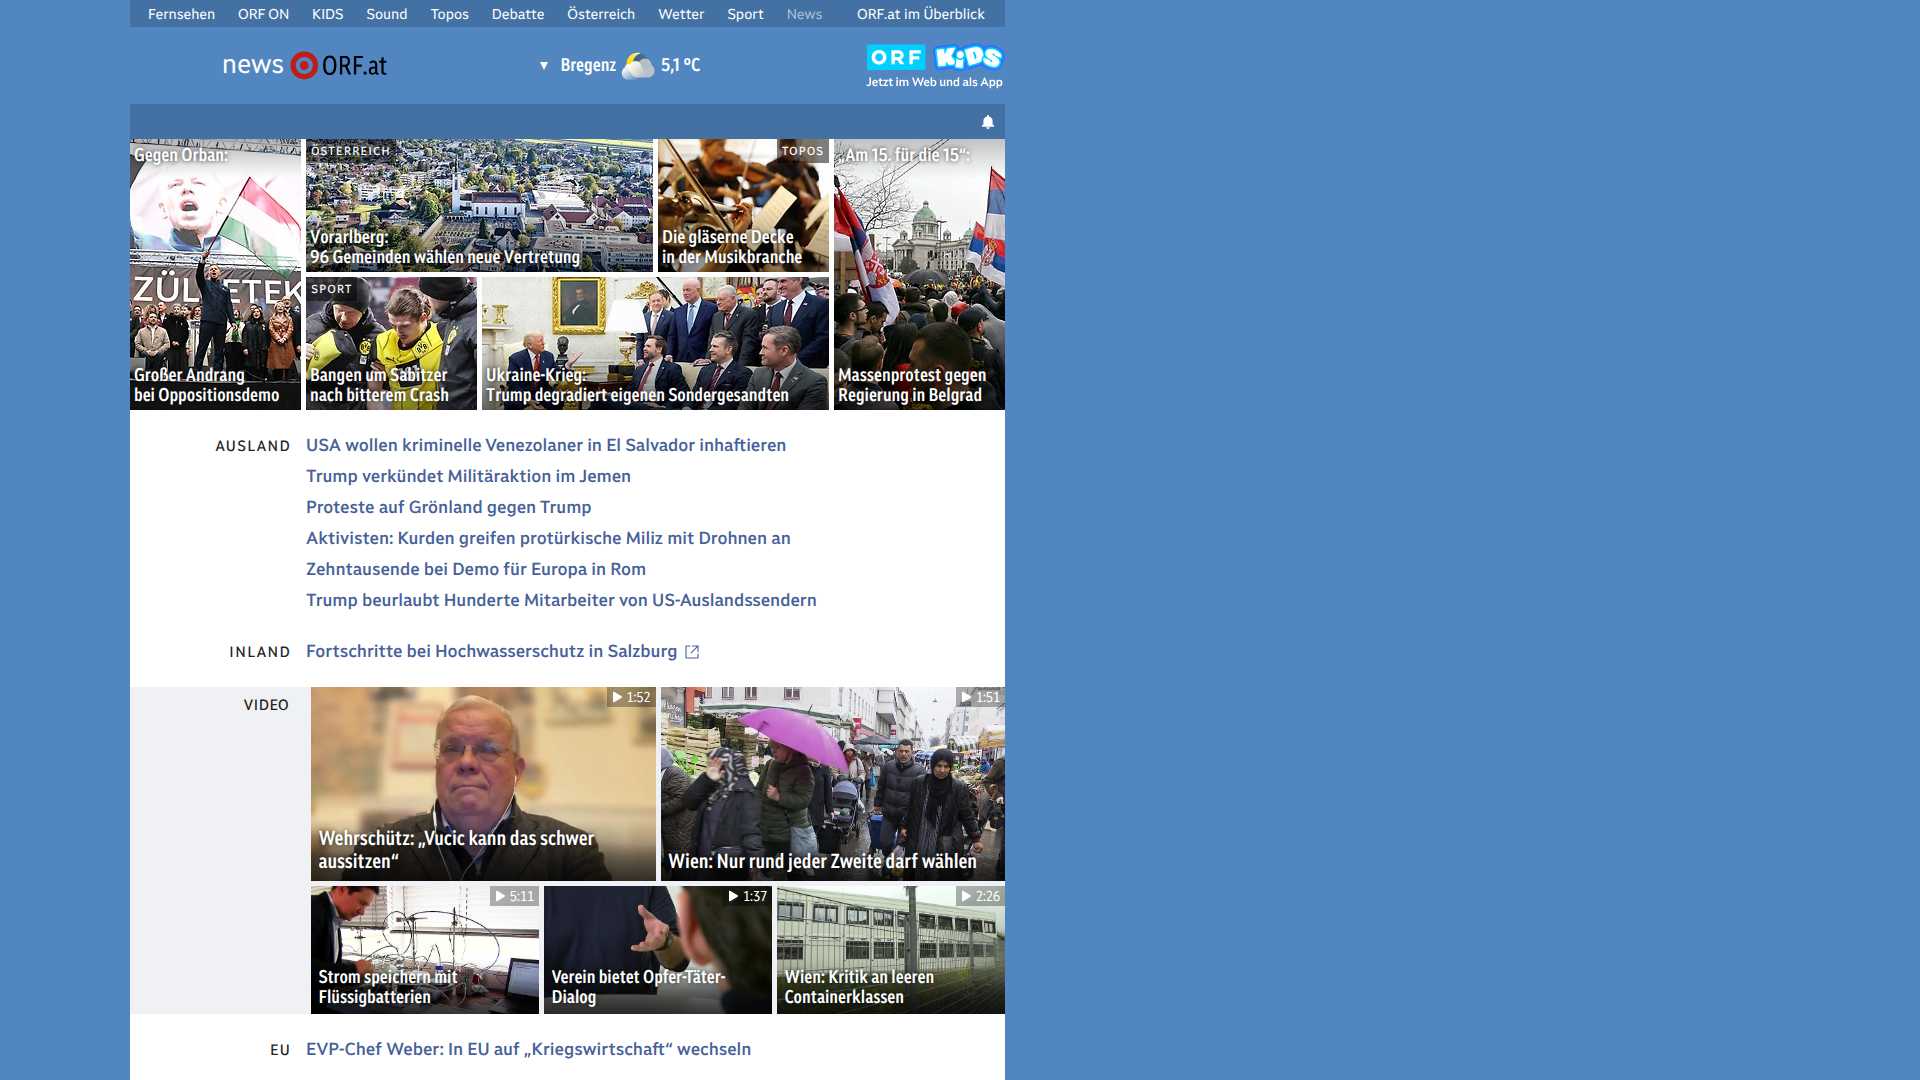 Fernsehen ORF ON KIDS Sound Topos Debatte Österreich Wetter Sport News ORF.at im Überblick
news ORF.at
▼ Bregenz 5,1 °C
ORF KiDS
Jetzt im Web und als App
Gegen Orban:
ZÜL ETEK
Großer Andrang
bei Oppositionsdemo
ÖSTERREICH
Vorarlberg:
96 Gemeinden wählen neue Vertretung
TOPOS
Die gläserne Decke
in der Musikbranche
„Am 15. für die 15“:
Massenprotest gegen
Regierung in Belgrad
SPORT
Bangen um Sabitzer
nach bitterem Crash
Ukraine-Krieg:
Trump degradiert eigenen Sondergesandten
AUSLAND
USA wollen kriminelle Venezolaner in El Salvador inhaftieren
Trump verkündet Militäraktion im Jemen
Proteste auf Grönland gegen Trump
Aktivisten: Kurden greifen protürkische Miliz mit Drohnen an
Zehntausende bei Demo für Europa in Rom
Trump beurlaubt Hunderte Mitarbeiter von US-Auslandssendern
INLAND
Fortschritte bei Hochwasserschutz in Salzburg
VIDEO
1:52
Wehrschütz: „Vucic kann das schwer
aussitzen“
1:51
Wien: Nur rund jeder Zweite darf wählen
5:11
Strom speichern mit
Flüssigbatterien
1:37
Verein bietet Opfer-Täter-
Dialog
2:26
Wien: Kritik an leeren
Containerklassen
EU
EVP-Chef Weber: In EU auf „Kriegswirtschaft“ wechseln